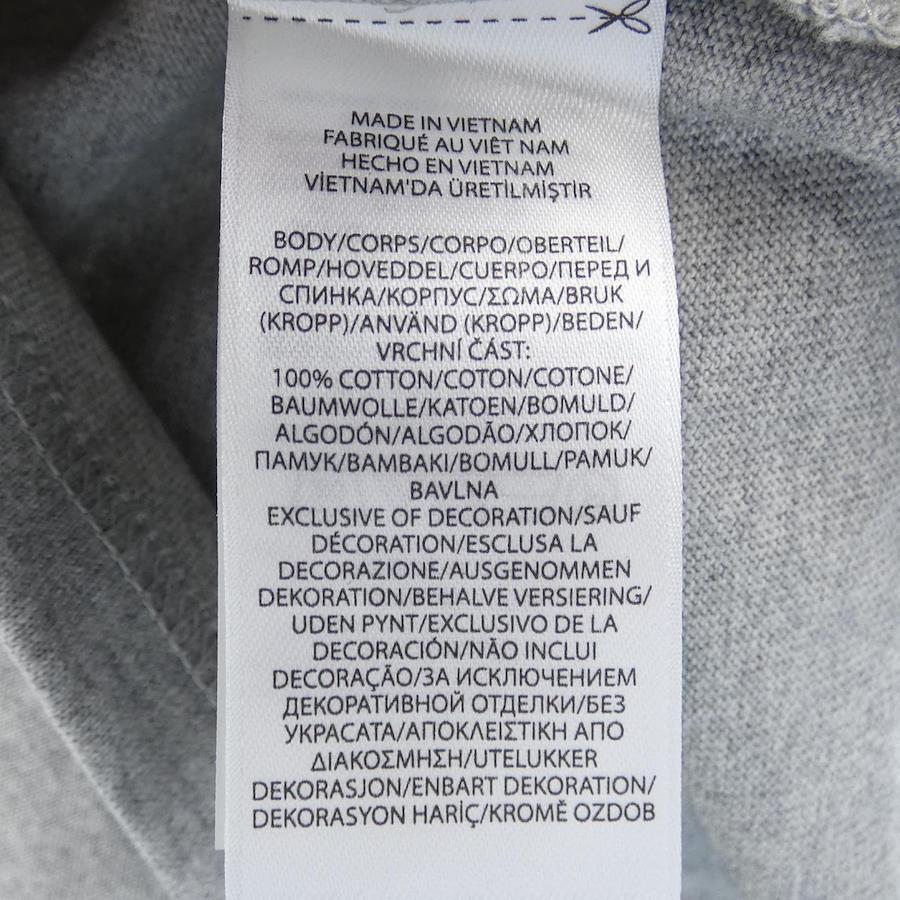 MADE IN VIETNAM
FABRIQUÉ AU VIÊT NAM
HECHO EN VIETNAM
VİETNAM'DA ÜRETİLMİŞTİR
BODY/CORPS/CORPO/OBERTEIL/
ROMP/HOVEDDEL/CUERPO/ПЕРЕД И
СПИНКА/КОРПУС/ΣΩΜΑ/BRUK
(KROPP)/ANVÄND (KROPP)/BEDEN/
VRCHNÍ ČÁST:
100% COTTON/COTON/COTONE/
BAUMWOLLE/KATOEN/BOMULD/
ALGODÓN/ALGODÃO/ХЛОПОК/
ПАМУК/ΒΑΜΒΑΚΙ/BOMULL/PAMUK/
BAVLNA
EXCLUSIVE OF DECORATION/SAUF
DÉCORATION/ESCLUSA LA
DECORAZIONE/AUSGENOMMEN
DEKORATION/BEHALVE VERSIERING/
UDEN PYNT/EXCLUSIVO DE LA
DECORACIÓN/NÃO INCLUI
DECORAÇÃO/ЗА ИСКЛЮЧЕНИЕМ
ДЕКОРАТИВНОЙ ОТДЕЛКИ/БЕЗ
УКРАСАТА/ΑΠΟΚΛΕΙΣΤΙΚΗ ΑΠΟ
ΔΙΑΚΟΣΜΗΣΗ/UTELUKKER
DEKORASJON/ENBART DEKORATION/
DEKORASYON HARİÇ/KROMĚ OZDOB